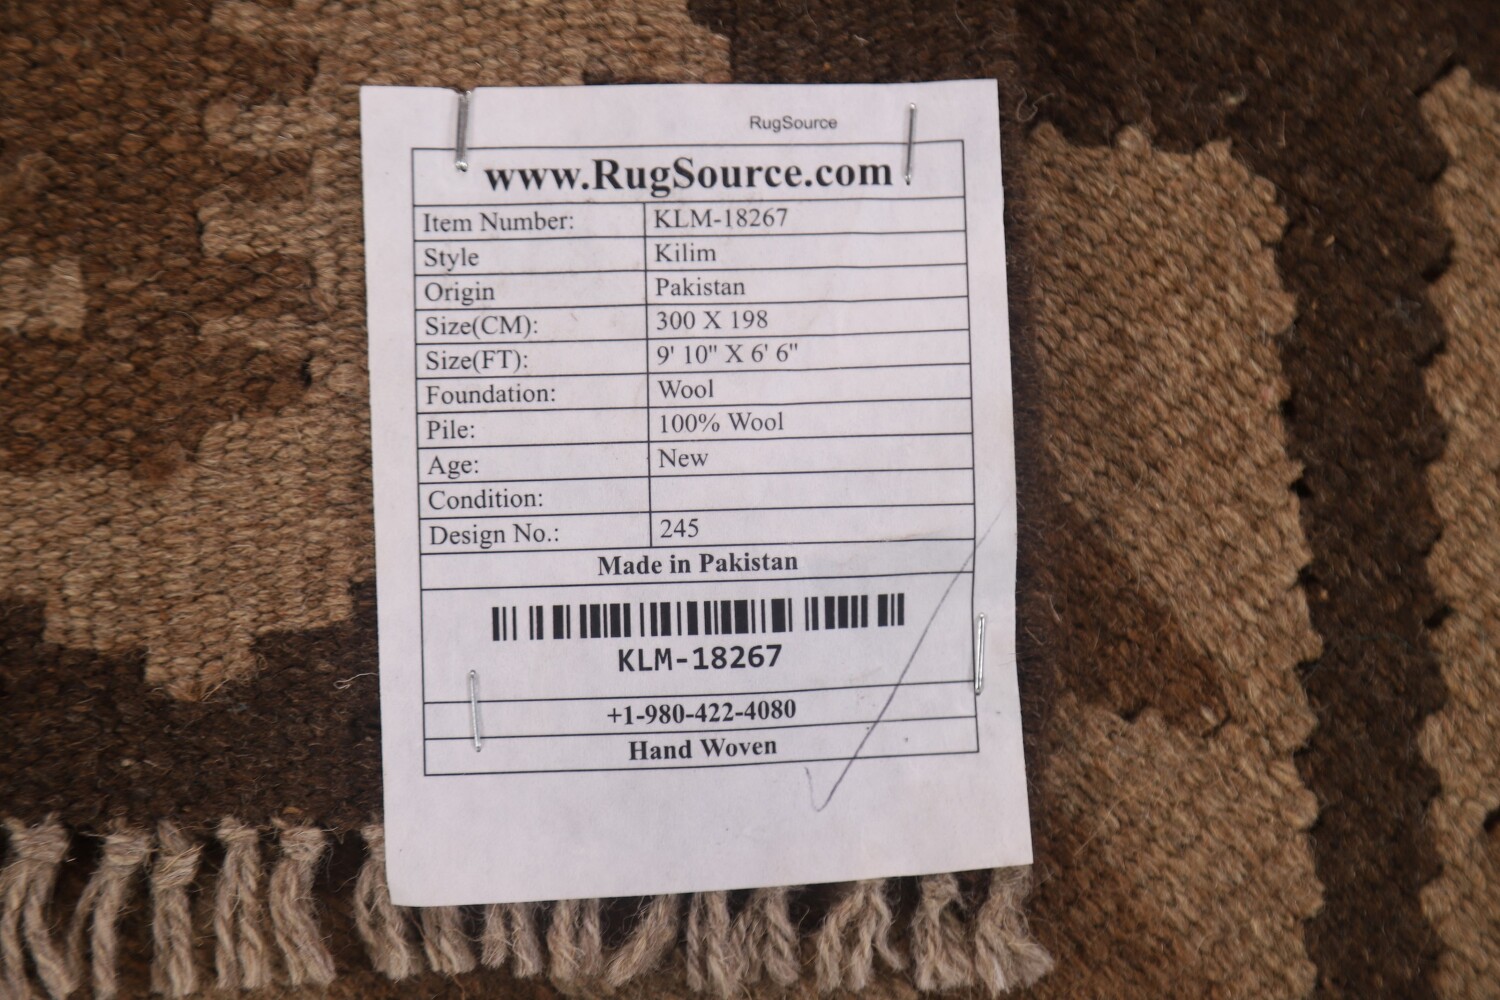 RugSource
www.RugSource.com
Item Number: KLM-18267
Style Kilim
Origin Pakistan
Size(CM): 300 X 198
Size(FT): 9' 10" X 6' 6"
Foundation: Wool
Pile: 100% Wool
Age: New
Condition:
Design No.: 245
Made in Pakistan
KLM-18267
+1-980-422-4080
Hand Woven